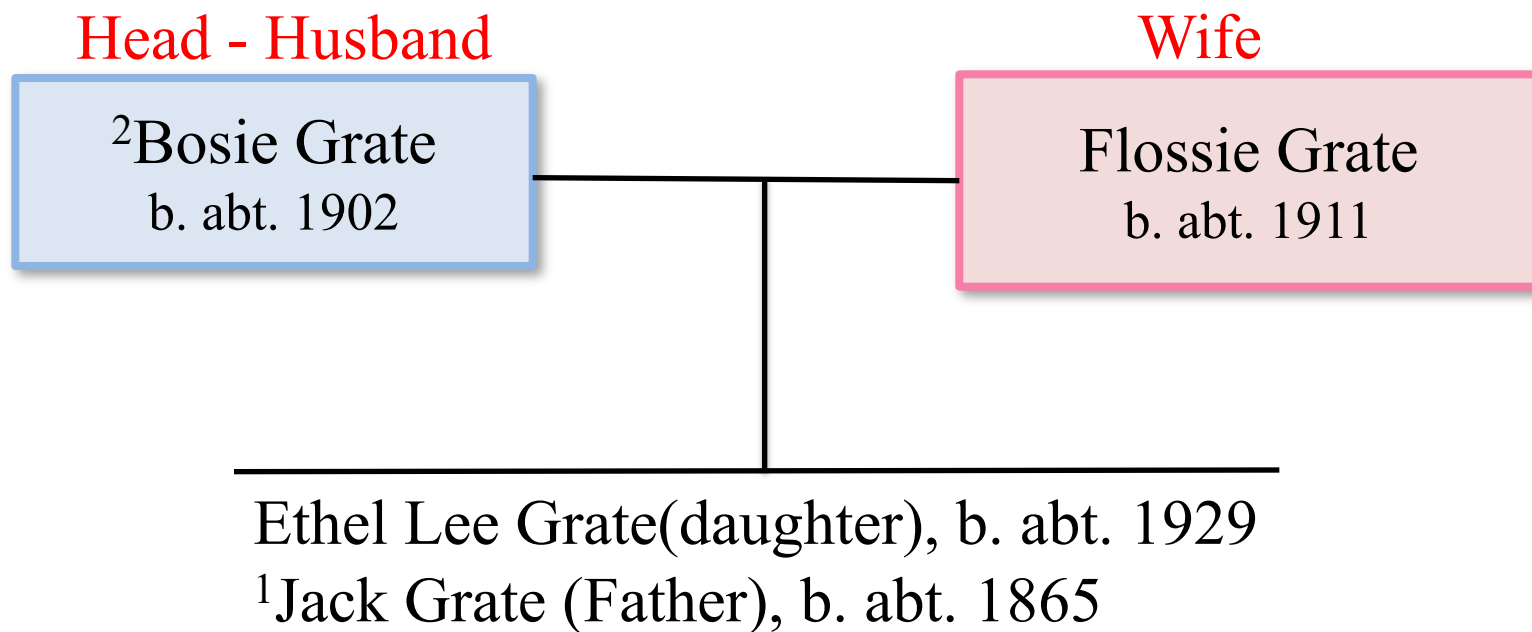 Head - Husband
Wife
²Bosie Grate
b. abt. 1902
Flossie Grate
b. abt. 1911
Ethel Lee Grate(daughter), b. abt. 1929
¹Jack Grate (Father), b. abt. 1865